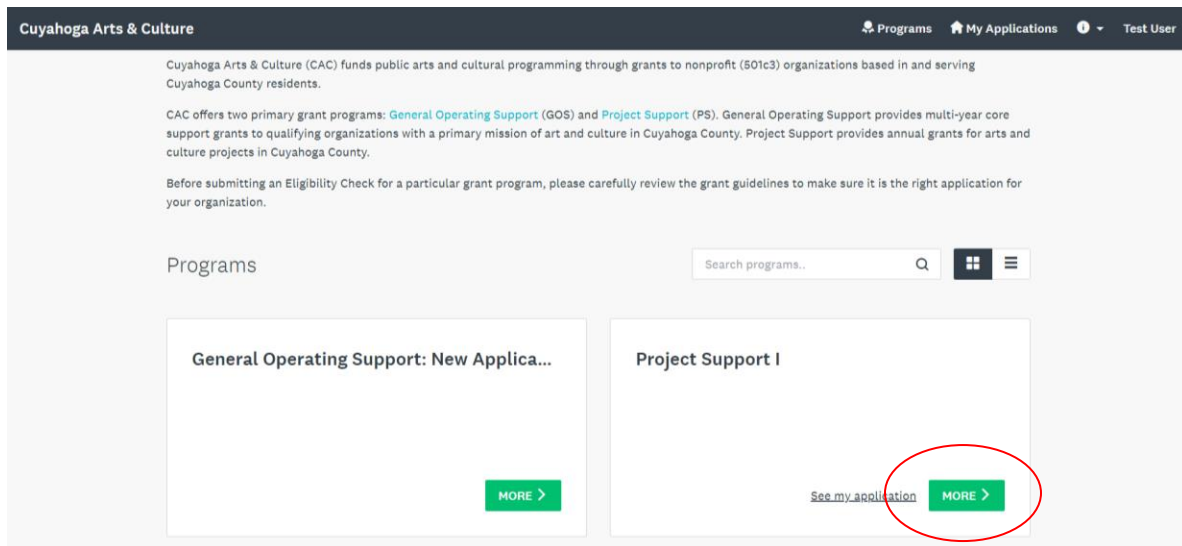 Cuyahoga Arts & Culture Programs My Applications Test User
Cuyahoga Arts & Culture (CAC) funds public arts and cultural programming through grants to nonprofit (501c3) organizations based in and serving
Cuyahoga County residents.
CAC offers two primary grant programs: General Operating Support (GOS) and Project Support (PS). General Operating Support provides multi-year core
support grants to qualifying organizations with a primary mission of art and culture in Cuyahoga County. Project Support provides annual grants for arts and
culture projects in Cuyahoga County.
Before submitting an Eligibility Check for a particular grant program, please carefully review the grant guidelines to make sure it is the right application for
your organization.
Programs Search programs..
General Operating Support: New Applica...
MORE
Project Support I
See my application MORE